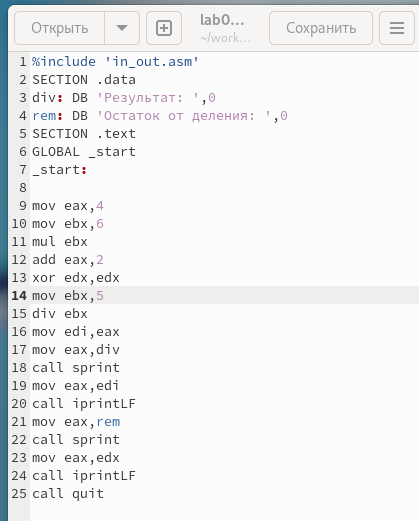 Открыть
lab0...
~/work...
Сохранить
1 %include 'in_out.asm'
2 SECTION .data
3 div: DB 'Результат: ',0
4 rem: DB 'Остаток от деления: ',0
5 SECTION .text
6 GLOBAL _start
7 _start:
8
9 mov eax,4
10 mov ebx,6
11 mul ebx
12 add eax,2
13 xor edx,edx
14 mov ebx,5
15 div ebx
16 mov edi,eax
17 mov eax,div
18 call sprint
19 mov eax,edi
20 call iprintLF
21 mov eax,rem
22 call sprint
23 mov eax,edx
24 call iprintLF
25 call quit